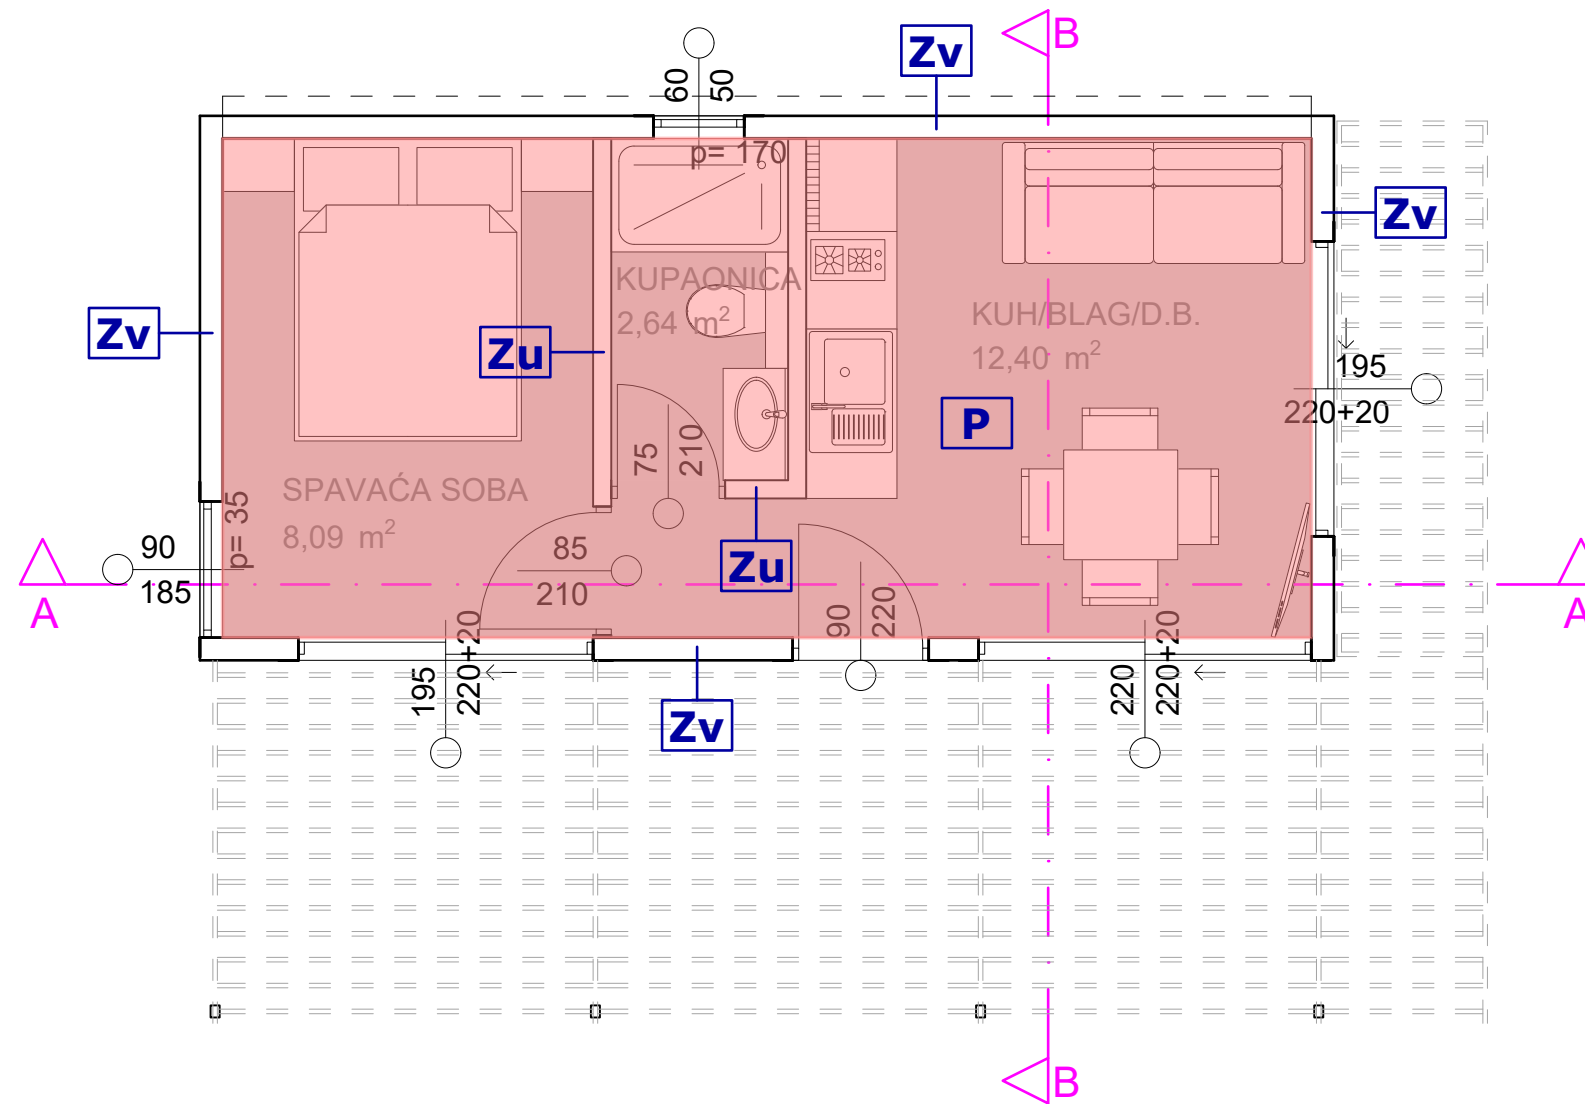 B
Zv
60
50
p= 170
Zv
KUPAONICA
2,64 m²
KUH/BLAG/D.B.
12,40 m²
Zv
Zu
195
220+20
P
75
210
SPAVAĆA SOBA
8,09 m²
p= 35
90
185
85
210
Zu
90
220
A
A
195
220+20
Zv
220
220+20
B